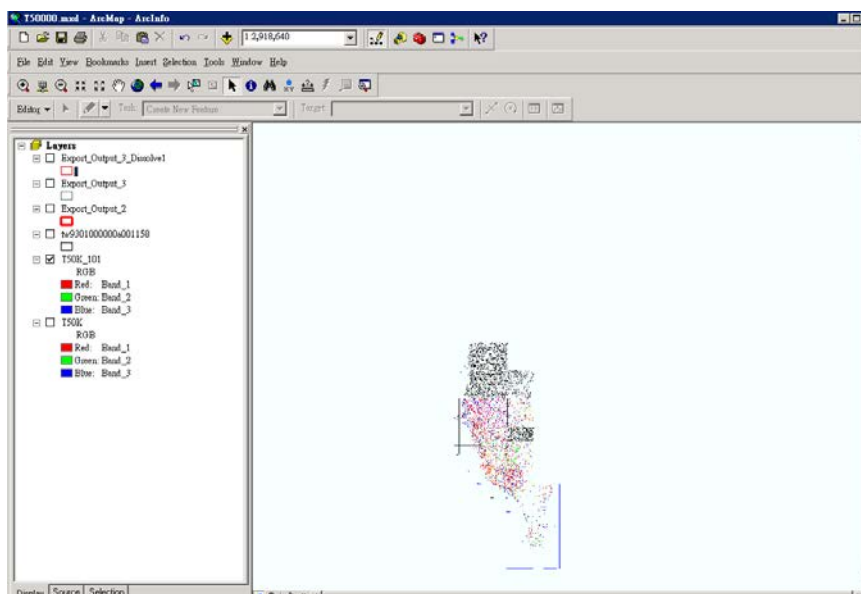 T50000.mxd - ArcMap - ArcInfo
1:2,918,640
File Edit View Bookmarks Insert Selection Tools Window Help
Editor Task: Create New Feature Target:
Layers
Export_Output_3_Dissolve1
Export_Output_3
Export_Output_2
tw9301000000a001158
T50K_101
RGB
Red: Band_1
Green: Band_2
Blue: Band_3
T50K
RGB
Red: Band_1
Green: Band_2
Blue: Band_3
Display Source Selection